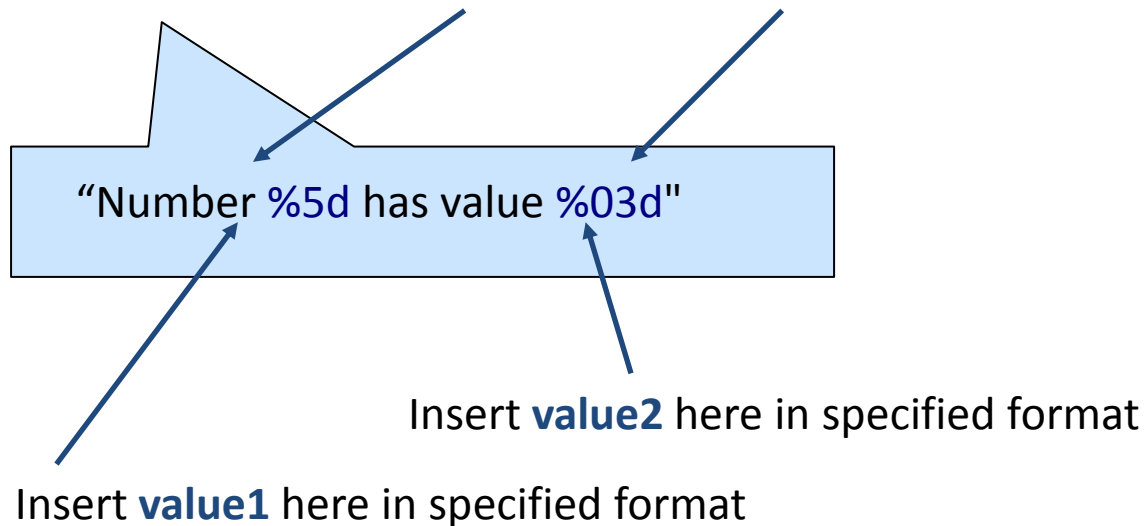 “Number %5d has value %03d"
Insert value2 here in specified format
Insert value1 here in specified format